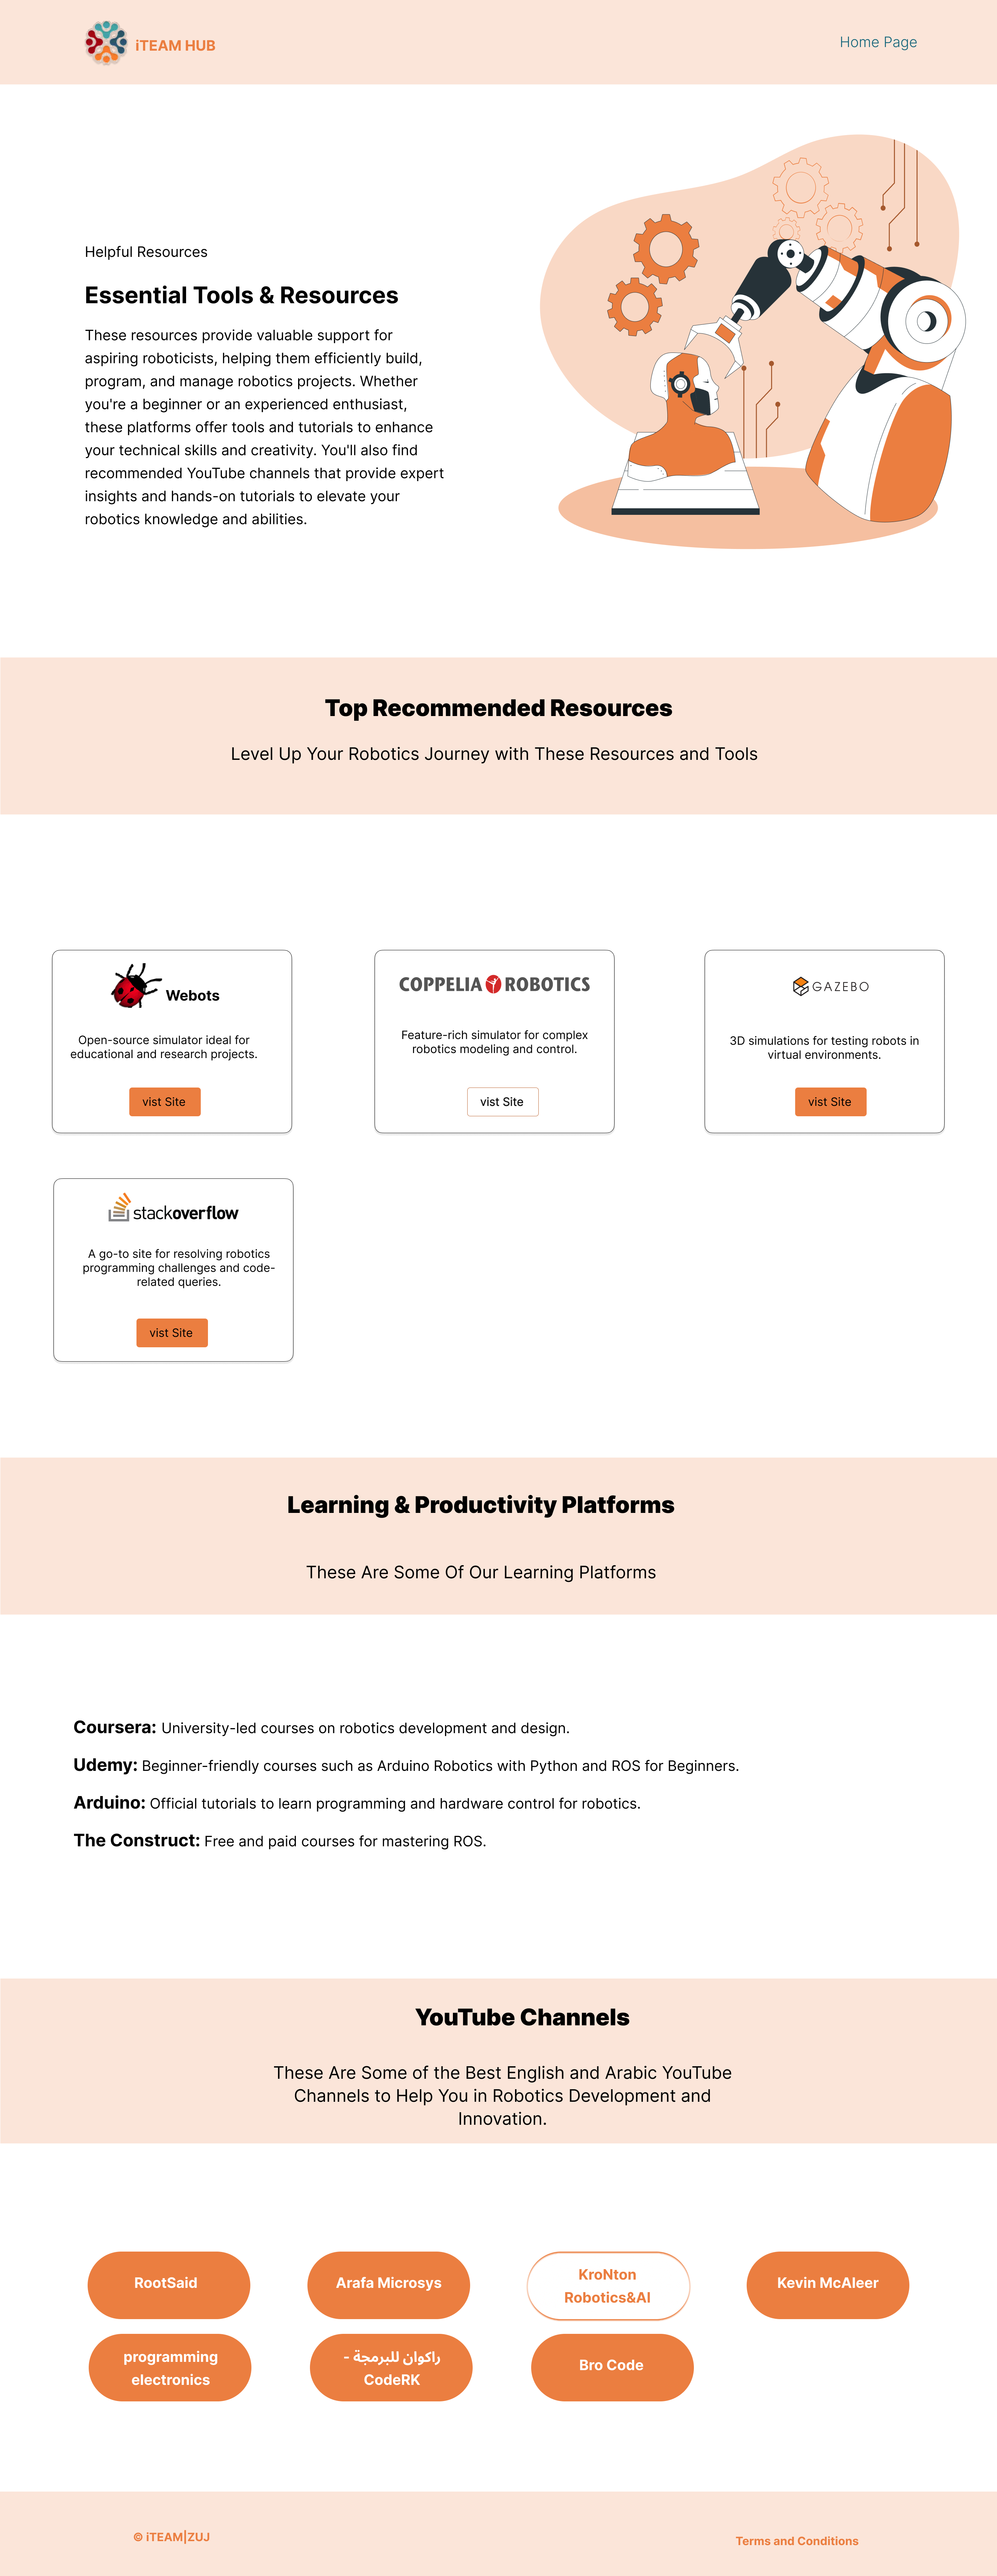 iTEAM HUB
Home Page
Helpful Resources
Essential Tools & Resources
These resources provide valuable support for
aspiring roboticists, helping them efficiently build,
program, and manage robotics projects. Whether
you're a beginner or an experienced enthusiast,
these platforms offer tools and tutorials to enhance
your technical skills and creativity. You'll also find
recommended YouTube channels that provide expert
insights and hands-on tutorials to elevate your
robotics knowledge and abilities.
Top Recommended Resources
Level Up Your Robotics Journey with These Resources and Tools
Webots
Open-source simulator ideal for
educational and research projects.
vist Site
COPPELIA ROBOTICS
Feature-rich simulator for complex
robotics modeling and control.
vist Site
GAZEBO
3D simulations for testing robots in
virtual environments.
vist Site
stackoverflow
A go-to site for resolving robotics
programming challenges and code-
related queries.
vist Site
Learning & Productivity Platforms
These Are Some Of Our Learning Platforms
Coursera: University-led courses on robotics development and design.
Udemy: Beginner-friendly courses such as Arduino Robotics with Python and ROS for Beginners.
Arduino: Official tutorials to learn programming and hardware control for robotics.
The Construct: Free and paid courses for mastering ROS.
YouTube Channels
These Are Some of the Best English and Arabic YouTube
Channels to Help You in Robotics Development and
Innovation.
RootSaid
Arafa Microsys
KroNton
Robotics&AI
Kevin McAleer
programming
electronics
راكوان للبرمجة -
CodeRK
Bro Code
© iTEAM|ZUJ
Terms and Conditions